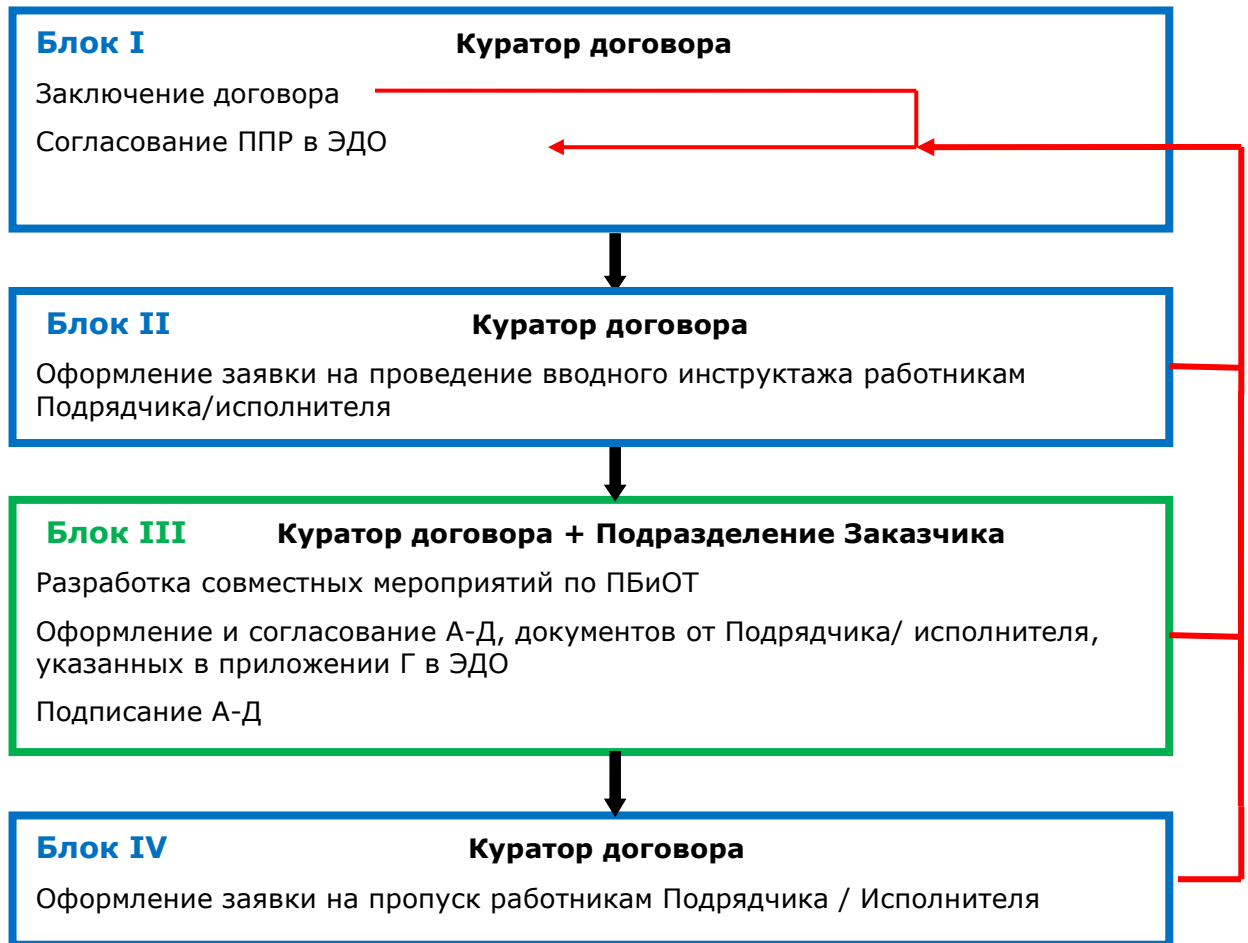 Блок I Куратор договора
Заключение договора
Согласование ППР в ЭДО
Блок II Куратор договора
Оформление заявки на проведение вводного инструктажа работникам
Подрядчика/исполнителя
Блок III Куратор договора + Подразделение Заказчика
Разработка совместных мероприятий по ПБиОТ
Оформление и согласование А-Д, документов от Подрядчика/ исполнителя,
указанных в приложении Г в ЭДО
Подписание А-Д
Блок IV Куратор договора
Оформление заявки на пропуск работникам Подрядчика / Исполнителя